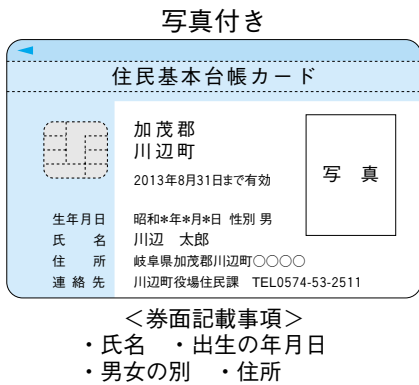 写真付き
住民基本台帳カード
加茂郡
川辺町
2013年8月31日まで有効
写 真
生年月日 昭和*年*月*日 性別 男
氏 名 川辺 太郎
住 所 岐阜県加茂郡川辺町○○○○
連絡先 川辺町役場住民課 TEL0574-53-2511
＜券面記載事項＞
・氏名 ・出生の年月日
・男女の別 ・住所